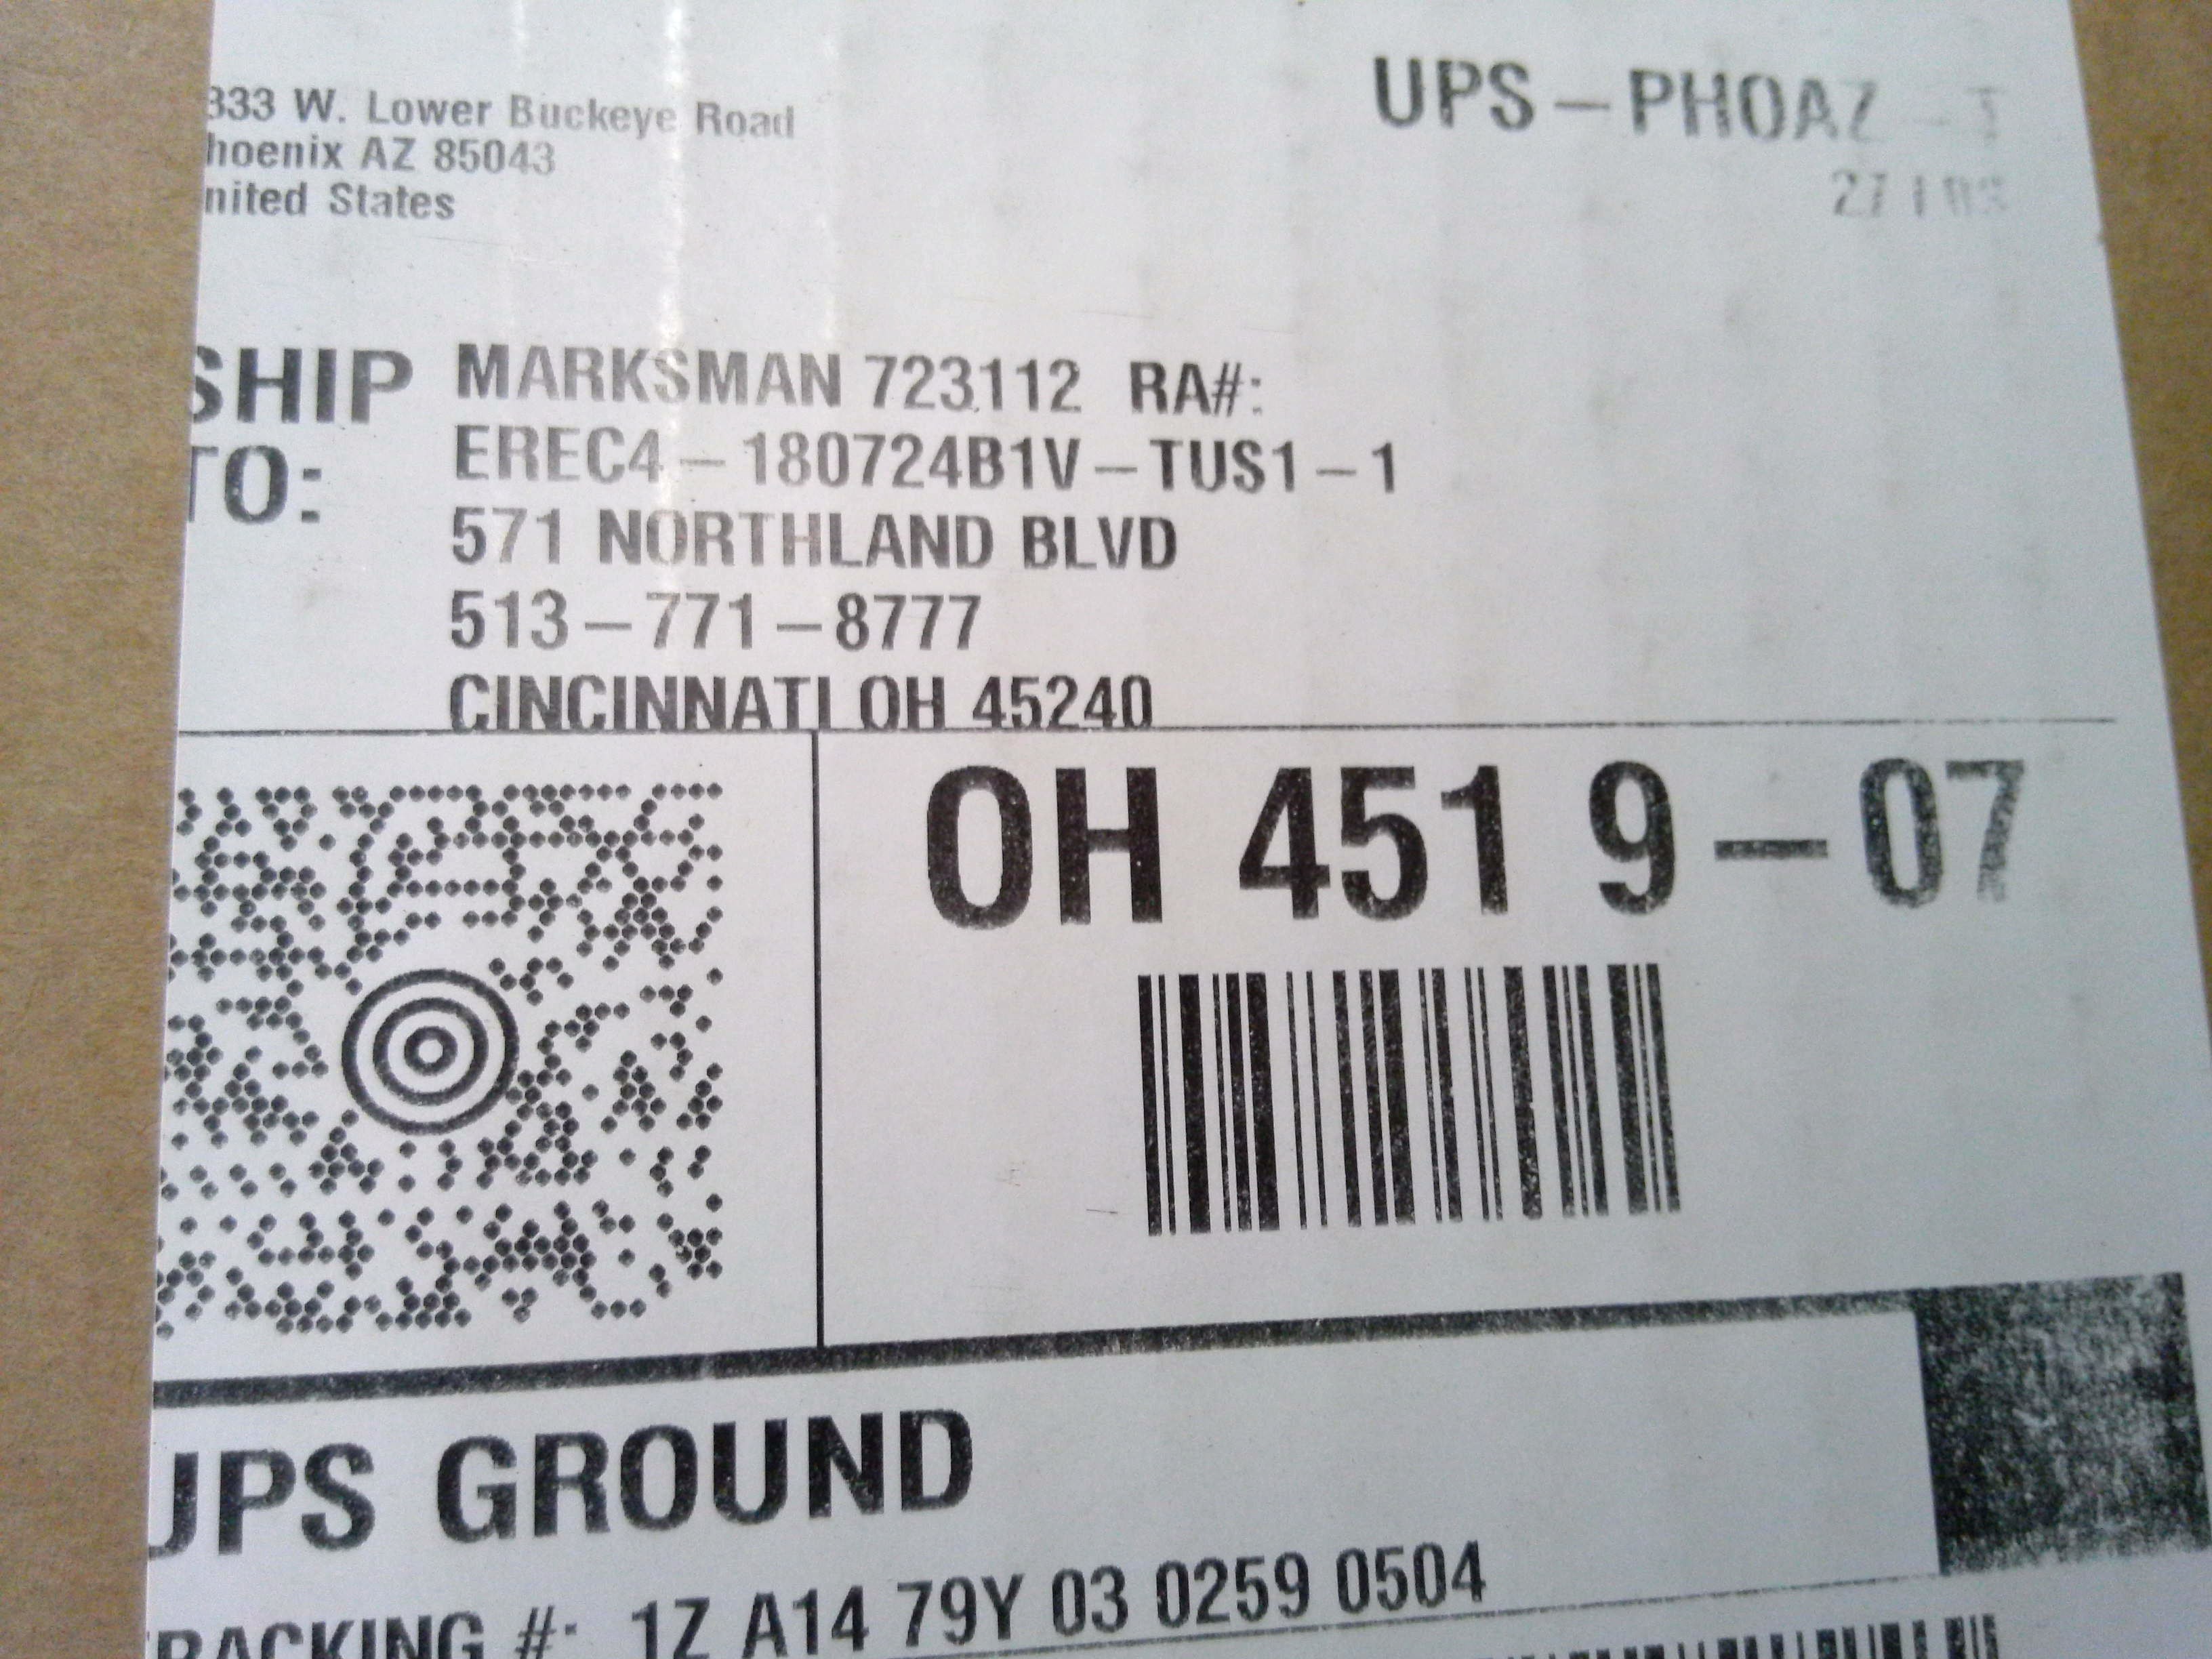 333 W. Lower Buckeye Road
hoenix AZ 85043
nited States
UPS-PHOAZ
SHIP TO:
MARKSMAN 723112 RA#:
EREC4-180724B1V-TUS1-1
571 NORTHLAND BLVD
513-771-8777
CINCINNATI OH 45240
OH 451 9-07
UPS GROUND
RACKING #: 1Z A14 79Y 03 0259 0504